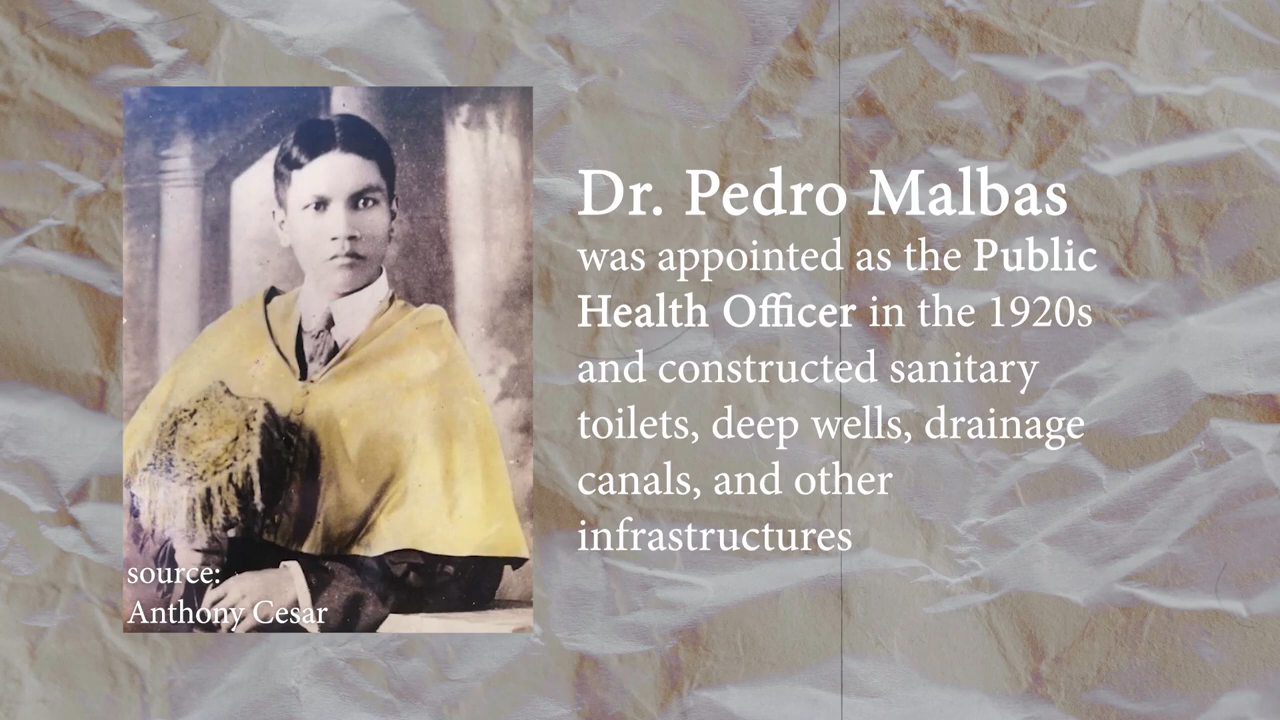 Dr. Pedro Malbas
was appointed as the Public
Health Officer in the 1920s
and constructed sanitary
toilets, deep wells, drainage
canals, and other
infrastructures
source:
Anthony Cesar